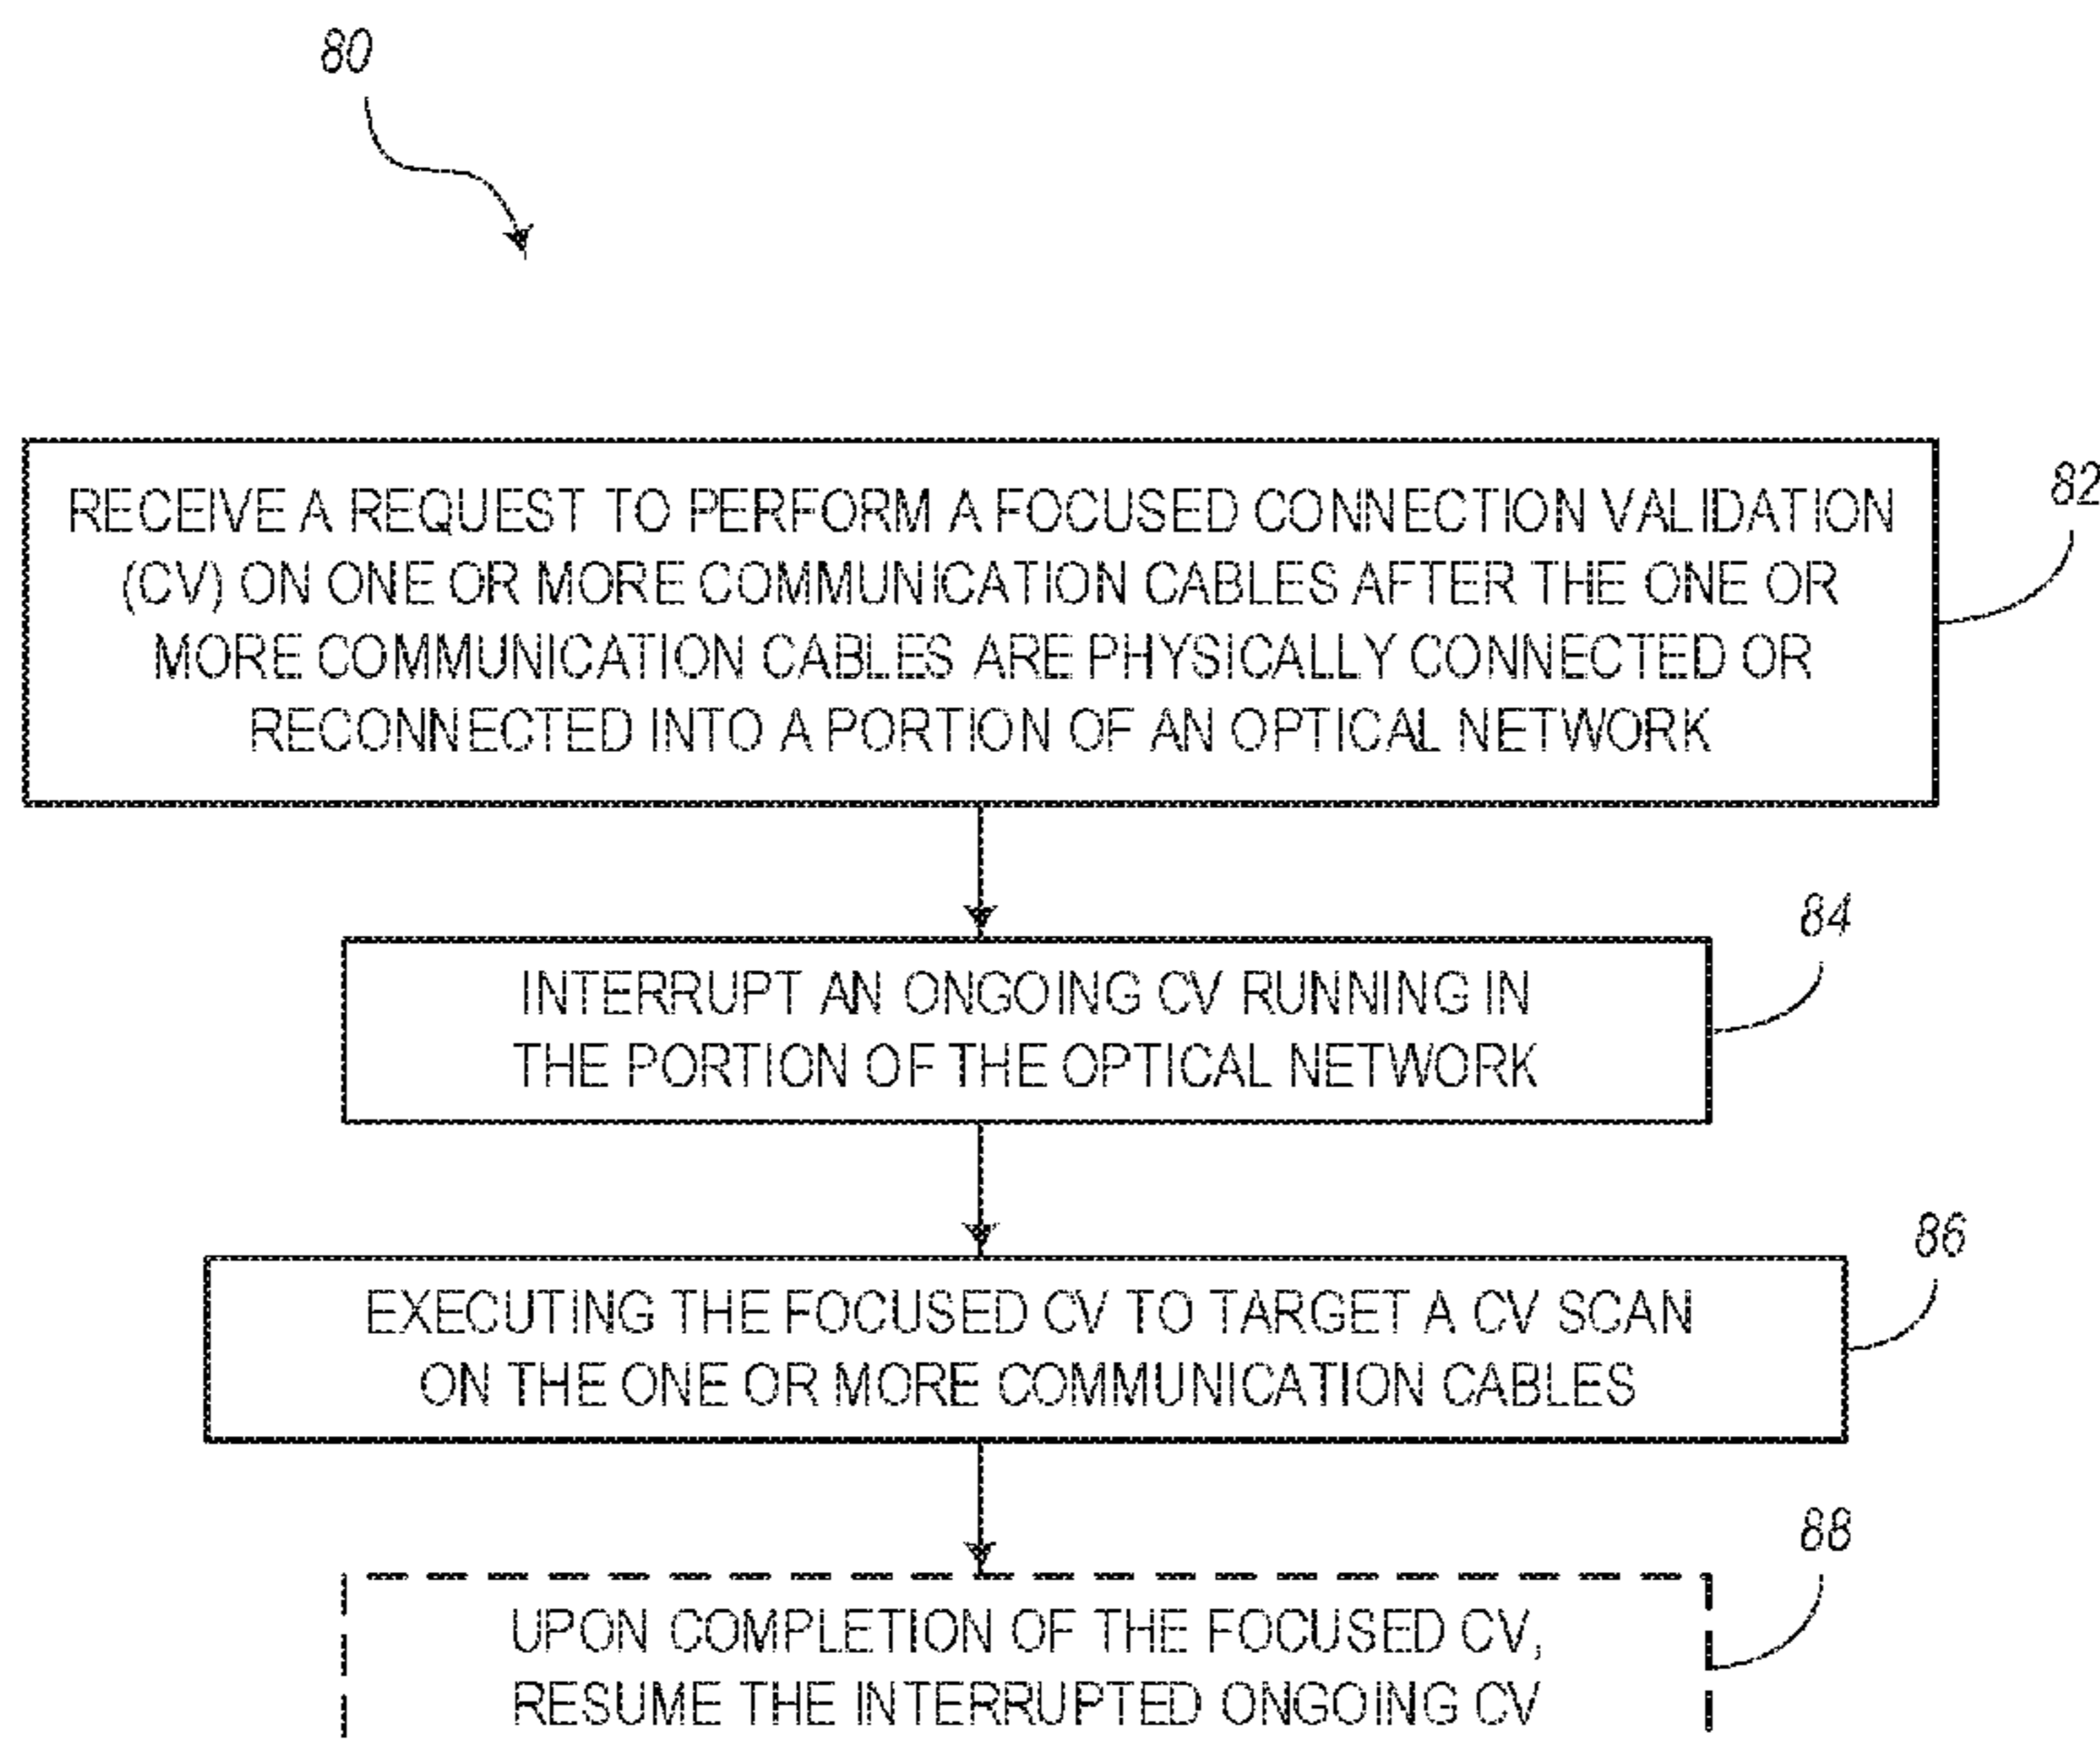 80
RECEIVE A REQUEST TO PERFORM A FOCUSED CONNECTION VALIDATION
82
(CV) ON ONE OR MORE COMMUNICATION CABLES AFTER THE ONE OR
MORE COMMUNICATION CABLES ARE PHYSICALLY CONNECTED OR
RECONNECTED INTO A PORTION OF AN OPTICAL NETWORK
84
INTERRUPT AN ONGOING CV RUNNING IN
THE PORTION OF THE OPTICAL NETWORK
86
EXECUTING THE FOCUSED CV TO TARGET A CV SCAN
ON THE ONE OR MORE COMMUNICATION CABLES
88
UPON COMPLETION OF THE FOCUSED CV,
RESUME THE INTERRUPTED ONGOING CV